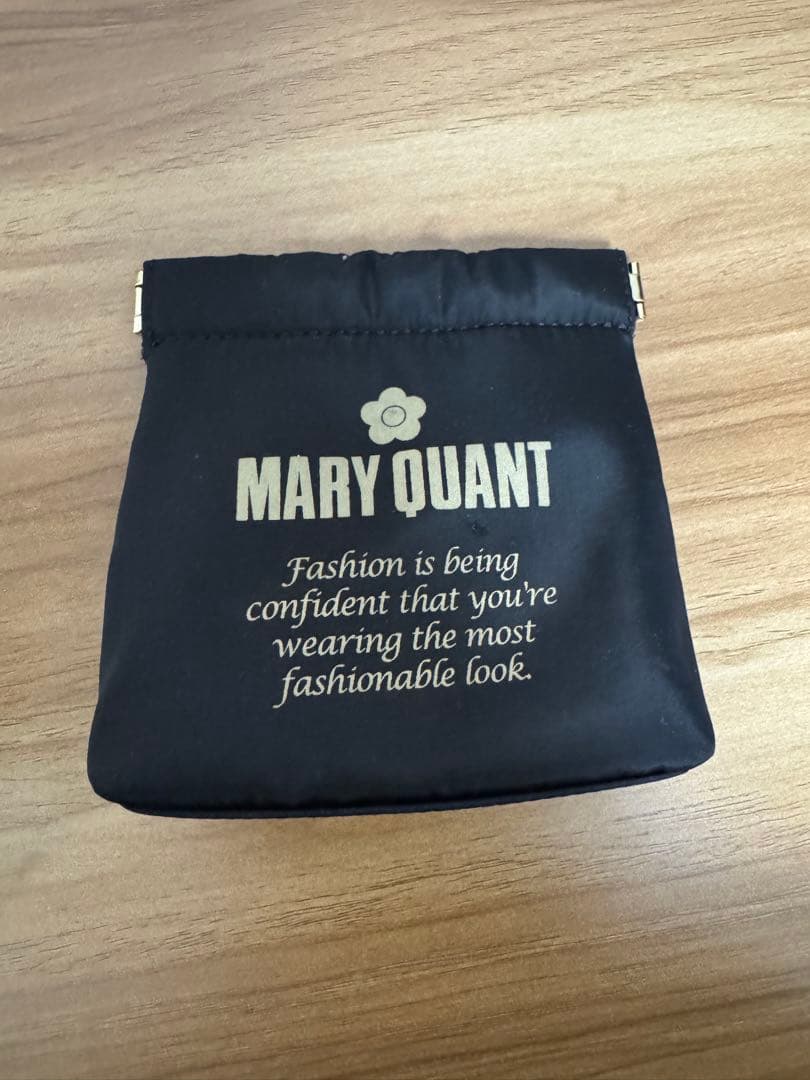 MARY QUANT
Fashion is being
confident that you're
wearing the most
fashionable look.